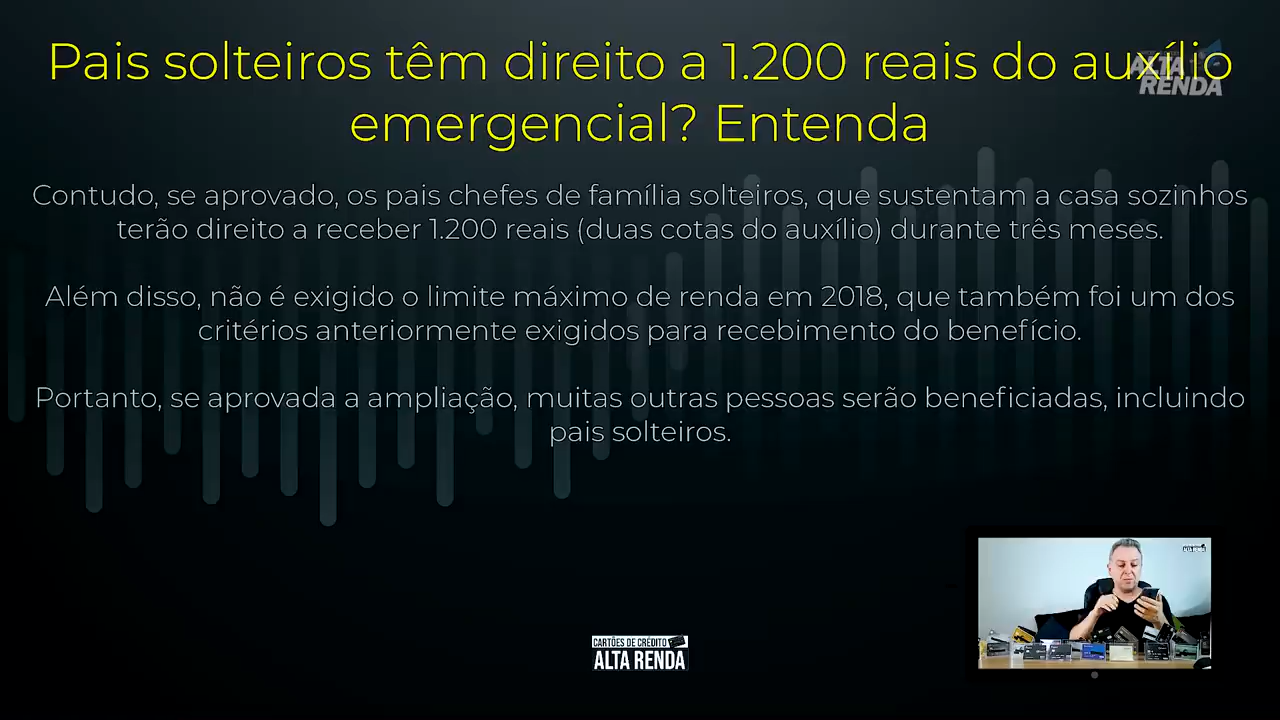 Pais solteiros têm direito a 1.200 reais do auxílio
emergencial? Entenda
ALTA
RENDA
Contudo, se aprovado, os pais chefes de família solteiros, que sustentam a casa sozinhos
terão direito a receber 1.200 reais (duas cotas do auxílio) durante três meses.
Além disso, não é exigido o limite máximo de renda em 2018, que também foi um dos
critérios anteriormente exigidos para recebimento do benefício.
Portanto, se aprovada a ampliação, muitas outras pessoas serão beneficiadas, incluindo
pais solteiros.
ALTA RENDA
CARTÕES DE CRÉDITO
ALTA RENDA